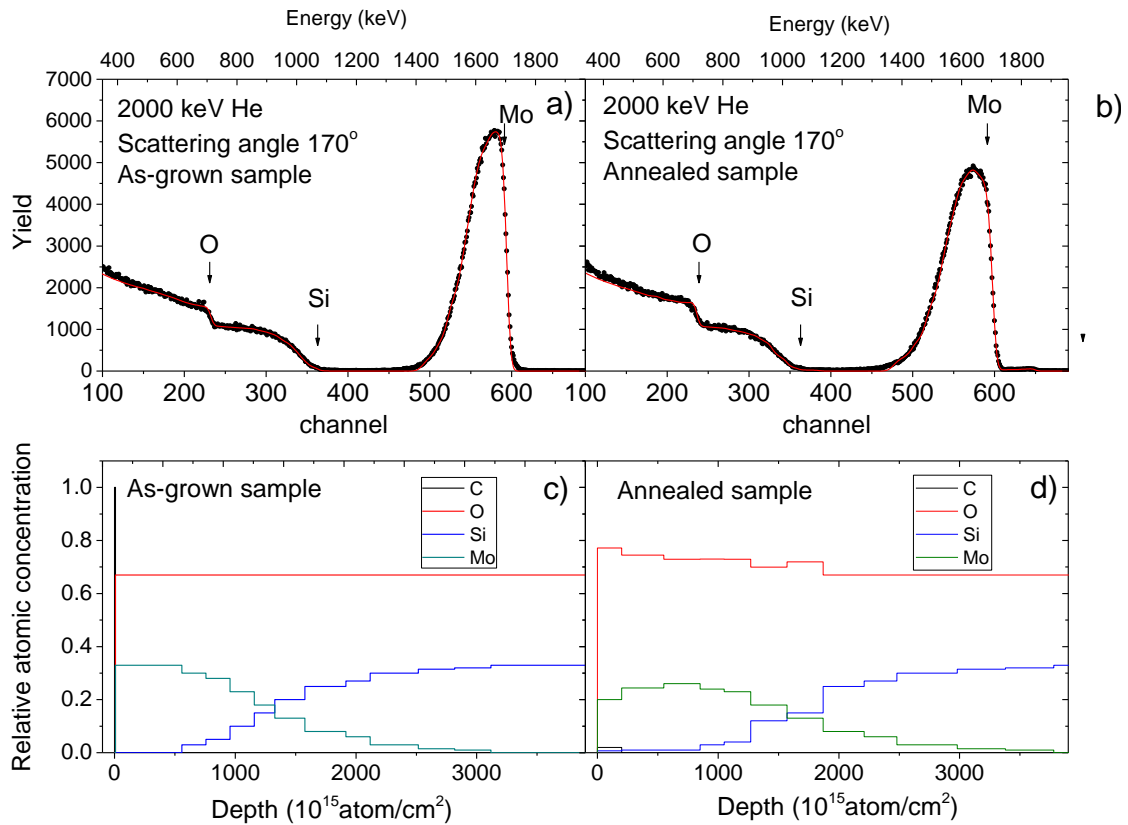 Energy (keV)
Energy (keV)
400 600 800 1000 1200 1400 1600 1800
400 600 800 1000 1200 1400 1600 1800
7000
6000
5000
4000
3000
2000
1000
0
Yield
2000 keV He
Scattering angle 170°
As-grown sample
a)
Mo
O
Si
2000 keV He
Scattering angle 170°
Annealed sample
b)
Mo
O
Si
100 200 300 400 500 600
100 200 300 400 500 600
channel
channel
Relative atomic concentration
1.0
0.8
0.6
0.4
0.2
0.0
As-grown sample
c)
C
O
Si
Mo
Annealed sample
d)
C
O
Si
Mo
0 1000 2000 3000
0 1000 2000 3000
Depth (10¹⁵atom/cm²)
Depth (10¹⁵atom/cm²)